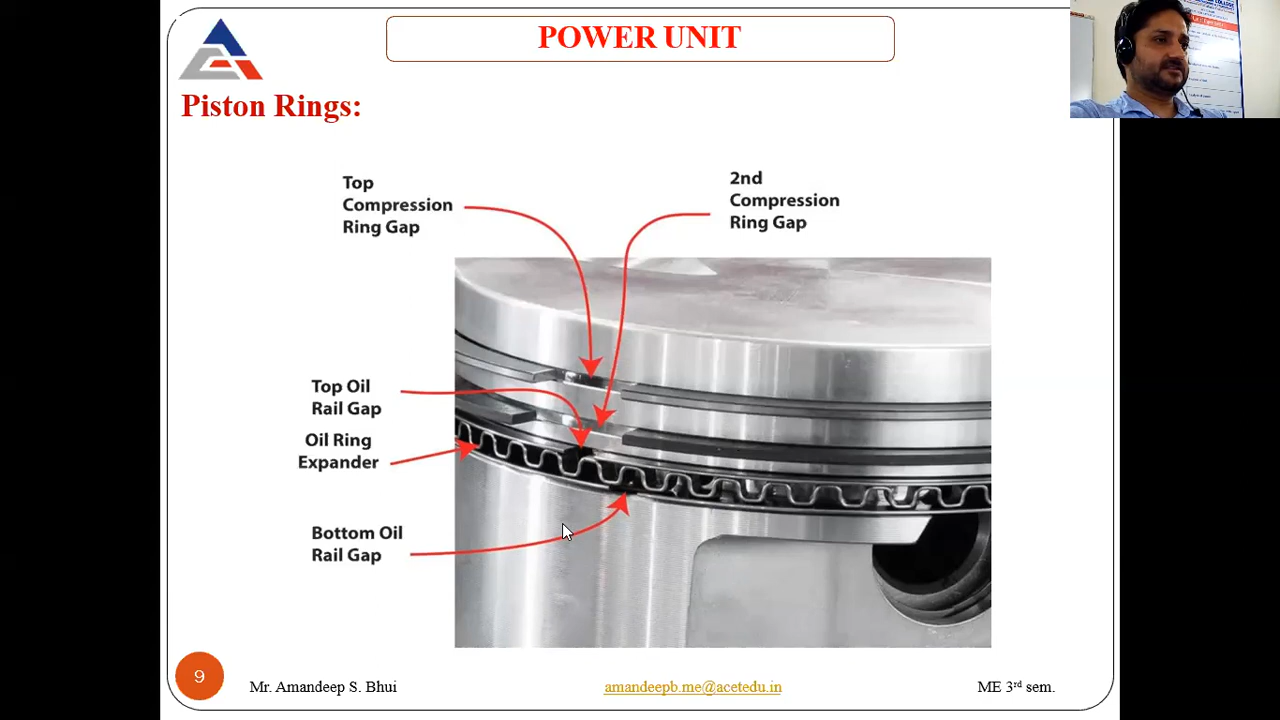 POWER UNIT
Piston Rings:
Top
Compression
Ring Gap
2nd
Compression
Ring Gap
Top Oil
Rail Gap
Oil Ring
Expander
Bottom Oil
Rail Gap
9
Mr. Amandeep S. Bhui
amandeepb.me@acetedu.in
ME 3rd sem.